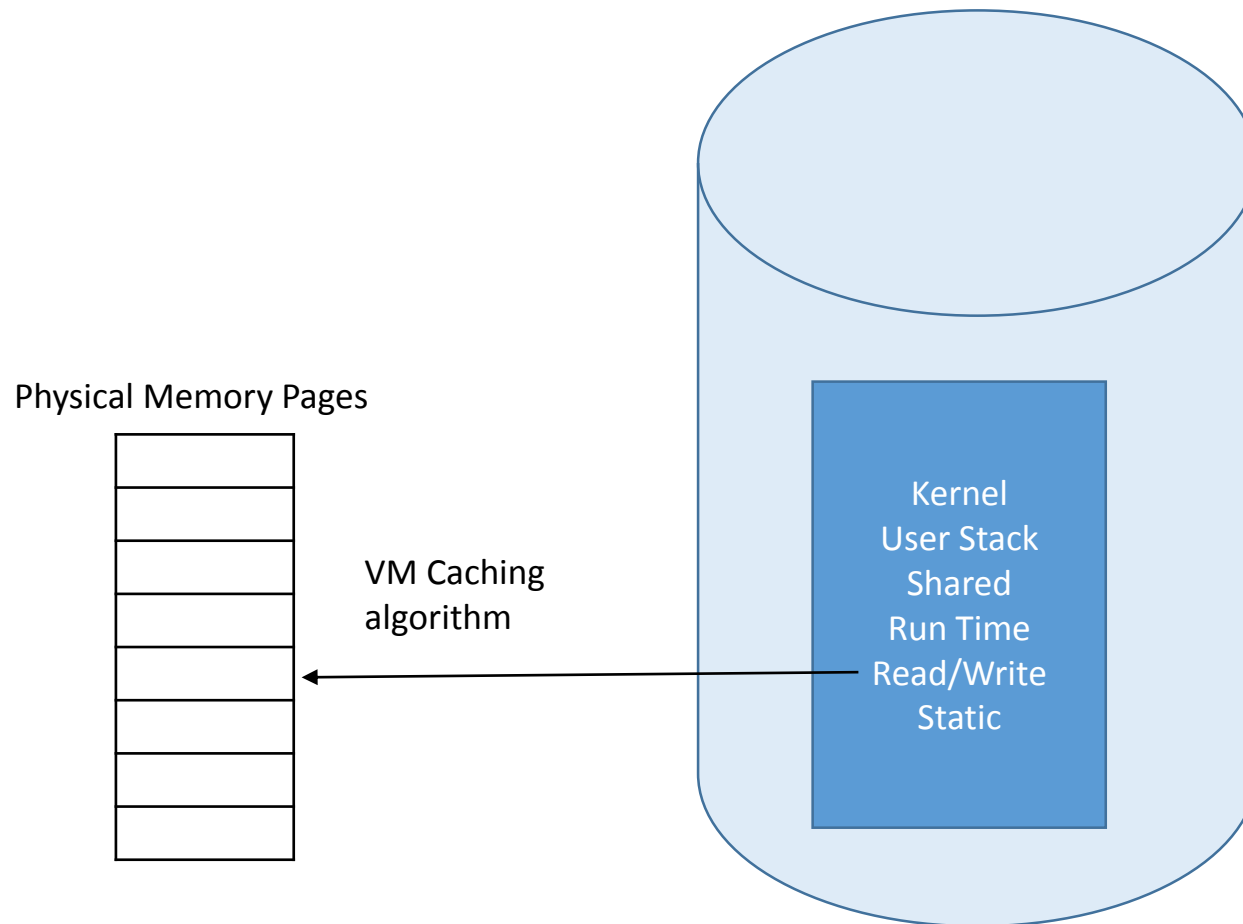 Physical Memory Pages
VM Caching
algorithm
Kernel
User Stack
Shared
Run Time
Read/Write
Static